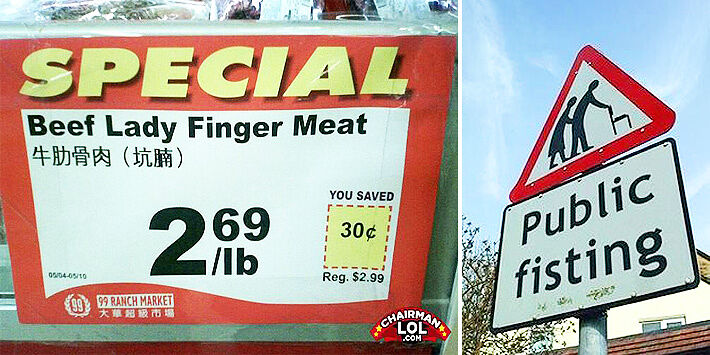 SPECIAL
Beef Lady Finger Meat
牛肋骨肉（坑腩）
YOU SAVED
30¢
2 69 /lb
Reg. $2.99
05/04-05/10
99 99 RANCH MARKET
大華超級市場
CHAIRMAN
LOL
.COM
Public
fisting